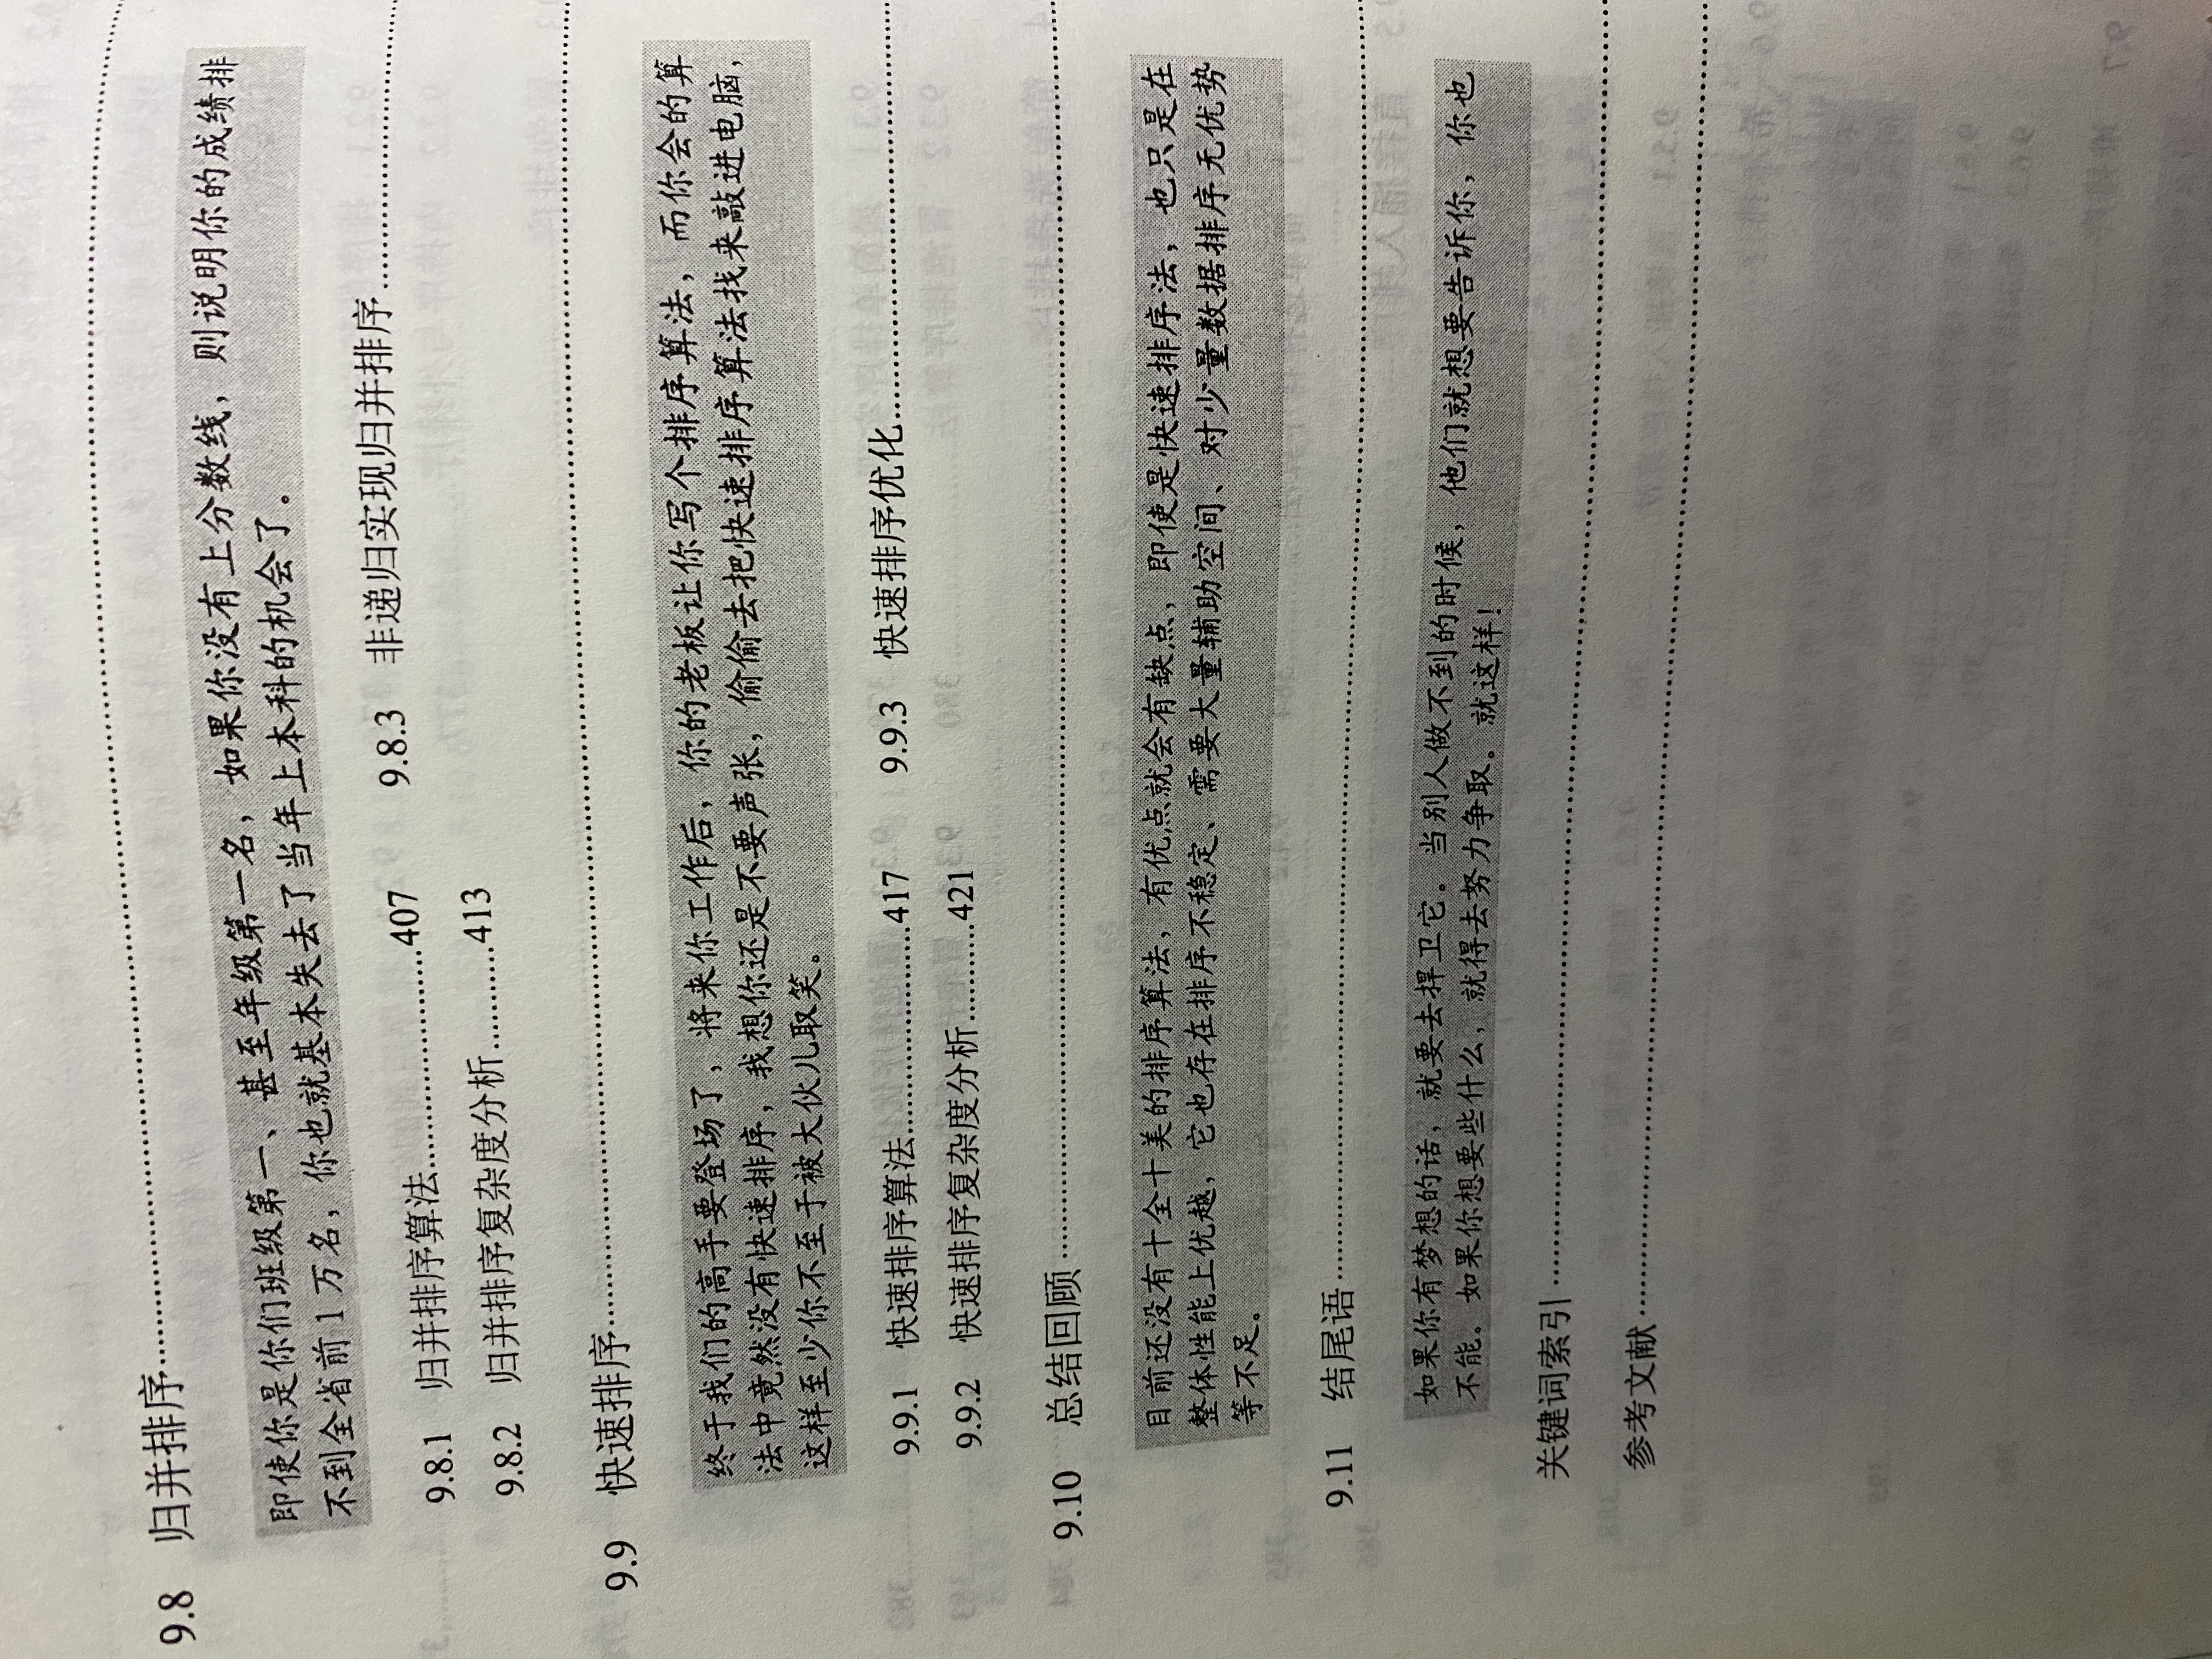 9.8 归并排序
即使你是你们班级第一、甚至年级第一名，如果你没有上分数线，则说明你的成绩排
不到全省前1万名，你也就基本失去了当年上本科的机会了。
9.8.1 归并排序算法......................407
9.8.2 归并排序复杂度分析...........413
9.8.3 非递归实现归并排序
9.9 快速排序
终于我们的高手要登场了，将来你工作后，你的老板让你写个排序算法，而你会的算
法中竟然没有快速排序，我想你还是不要声张，偷偷去把快速排序算法找来敲进电脑，
这样至少你不至于被大伙儿取笑。
9.9.1 快速排序算法......................417
9.9.2 快速排序复杂度分析...........421
9.9.3 快速排序优化
9.10 总结回顾
目前还没有十全十美的排序算法，有优点就会有缺点，即使是快速排序法，也只是在
整体性能上优越，它也存在排序不稳定、需要大量辅助空间、对少量数据排序无优势
等不足。
9.11 结尾语
如果你有梦想的话，就要去捍卫它。当别人做不到的时候，他们就想要告诉你，你也
不能。如果你想要些什么，就得去努力争取。就这样！
关键词索引
参考文献